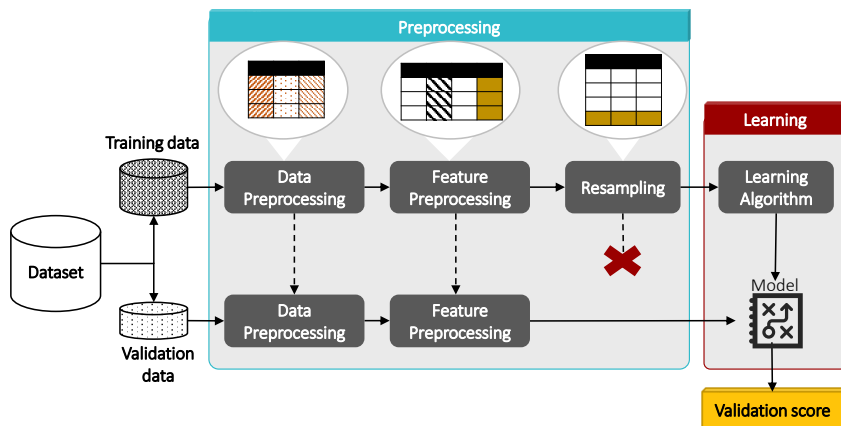 Preprocessing
Learning
Training data
Data
Preprocessing
Feature
Preprocessing
Resampling
Learning
Algorithm
Dataset
Model
Data
Preprocessing
Feature
Preprocessing
Validation
data
Validation score